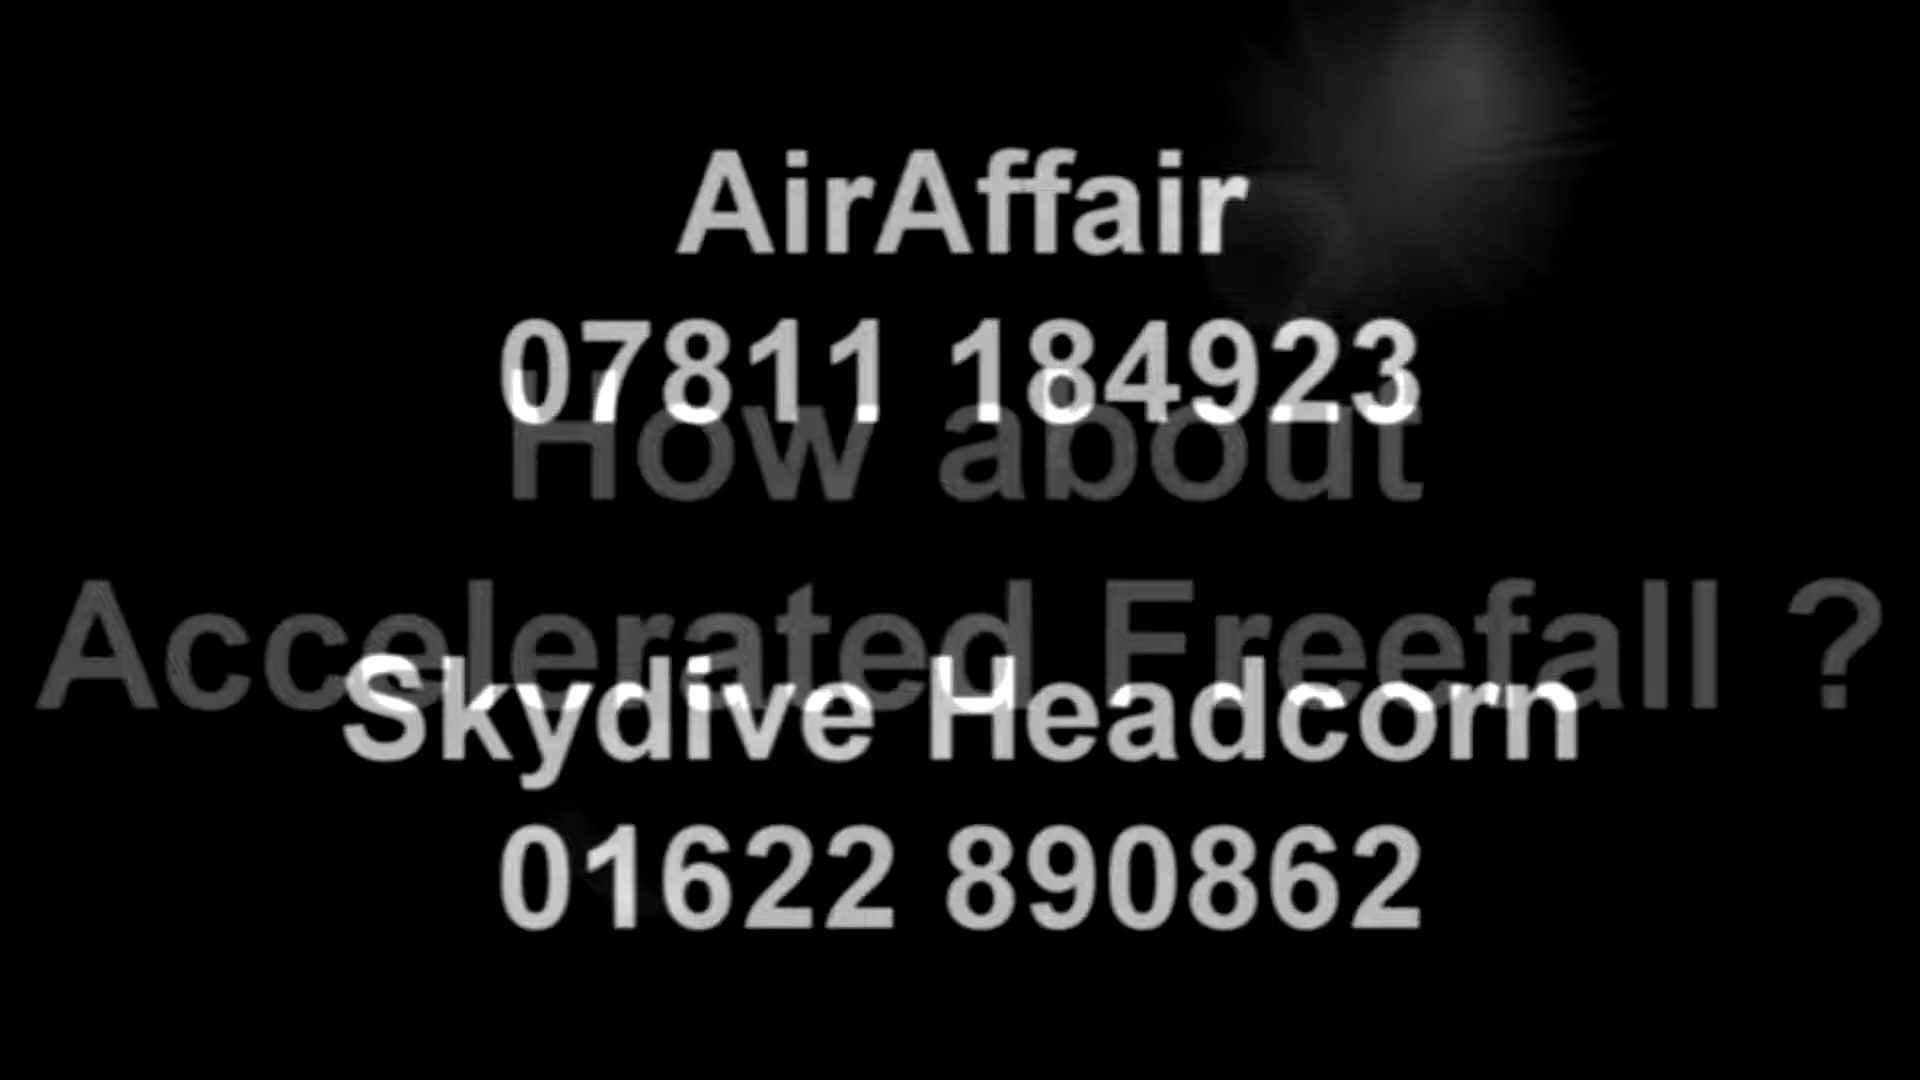 AirAffair
07811 184923
How about
Accelerated Freefall ?
Skydive Headcorn
01622 890862